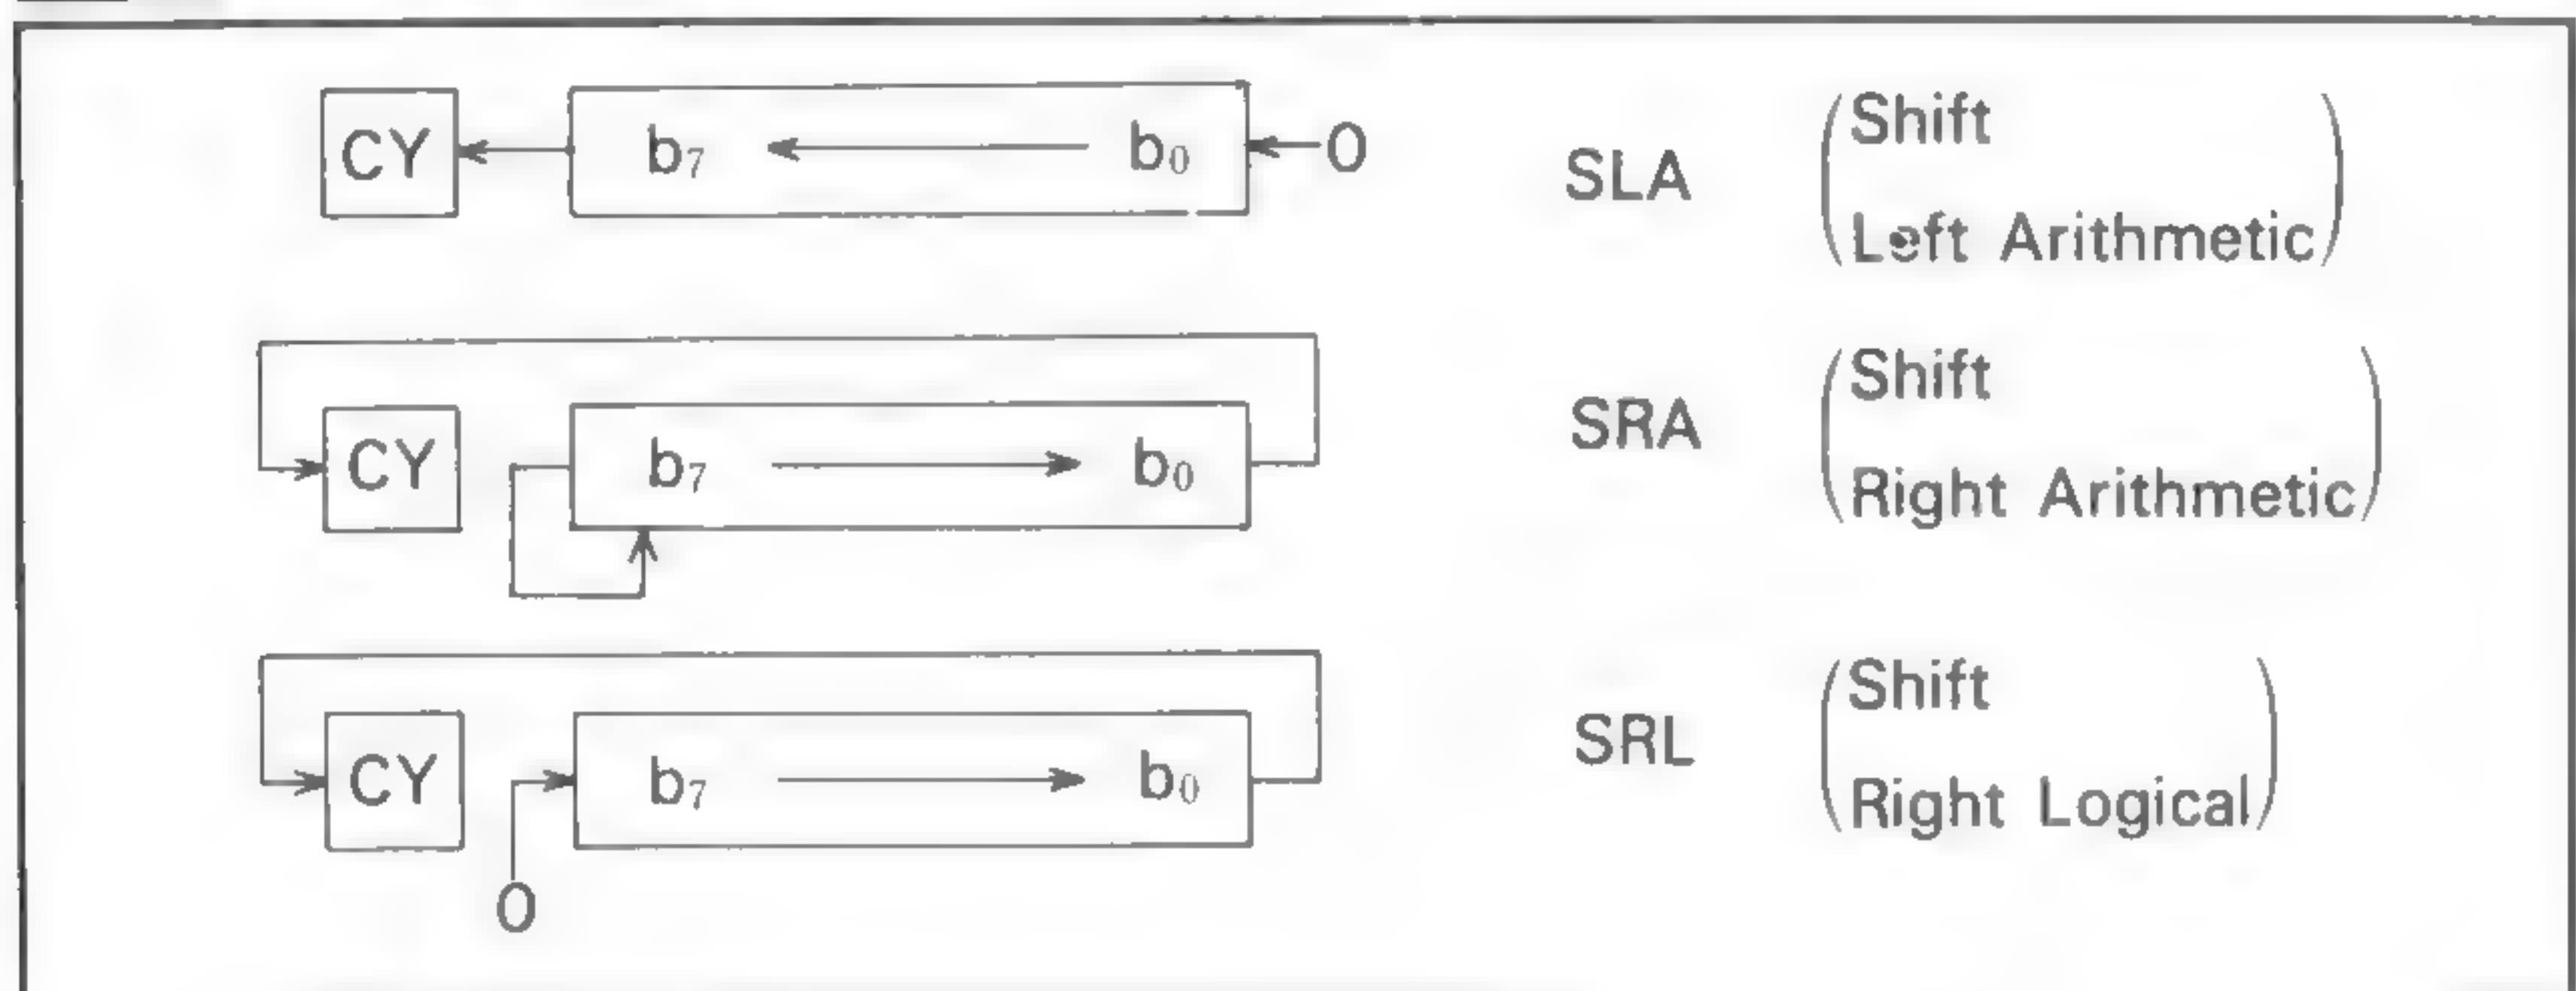 CY b₇ b₀ 0 SLA (Shift
Left Arithmetic)
CY b₇ b₀ SRA (Shift
Right Arithmetic)
CY b₇ b₀ SRL (Shift
Right Logical)
0